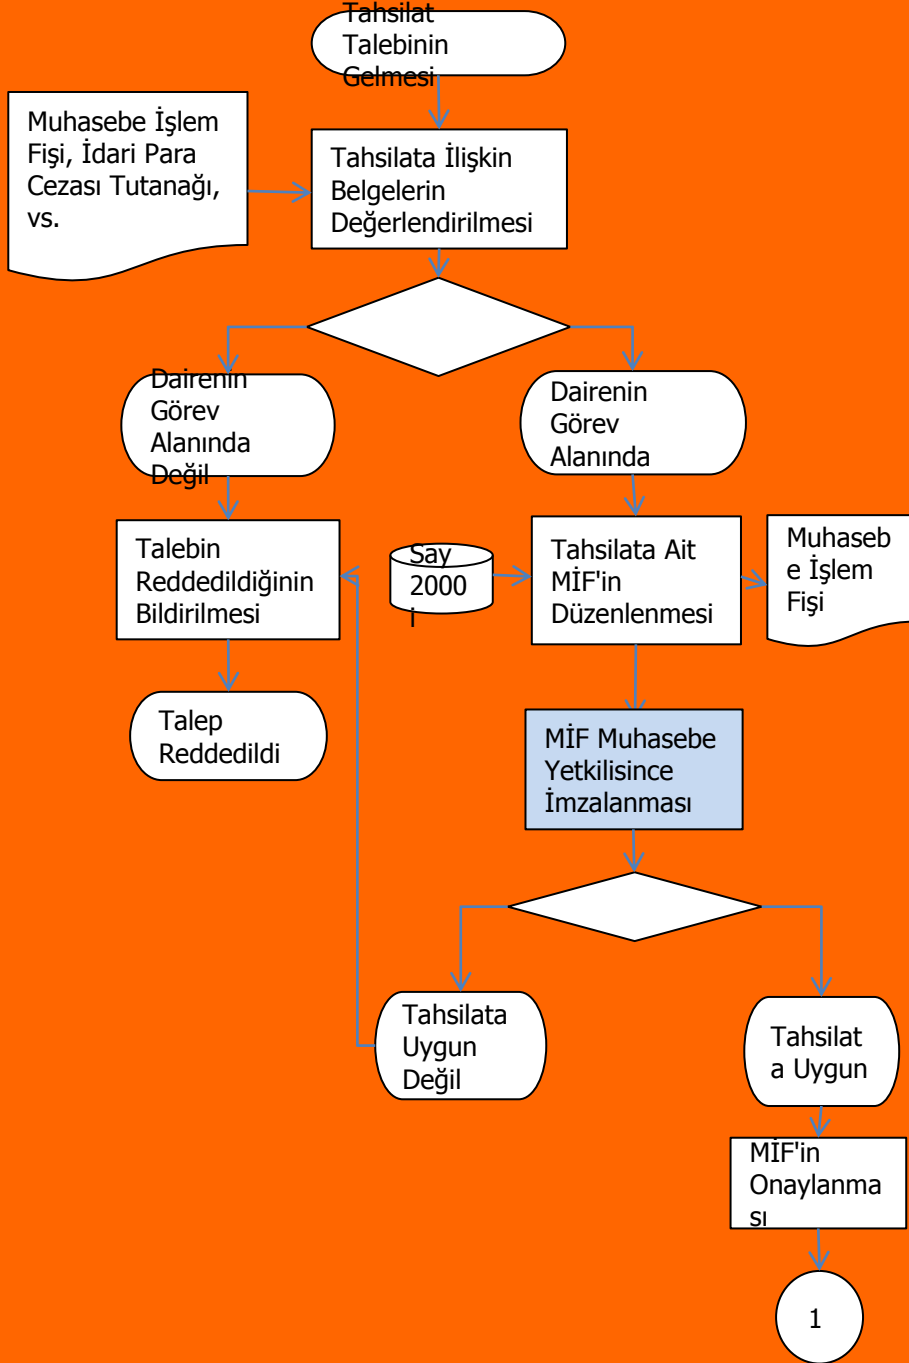 Tahsilat
Talebinin
Gelmesi
Muhasebe İşlem
Fişi, İdari Para
Cezası Tutanağı,
vs.
Tahsilata İlişkin
Belgelerin
Değerlendirilmesi
Dairenin
Görev
Alanında
Değil
Dairenin
Görev
Alanında
Talebin
Reddedildiğinin
Bildirilmesi
Say
2000
i
Tahsilata Ait
MİF'in
Düzenlenmesi
Muhaseb
e İşlem
Fişi
Talep
Reddedildi
MİF Muhasebe
Yetkilisince
İmzalanması
Tahsilata
Uygun
Değil
Tahsilat
a Uygun
MİF'in
Onaylanma
sı
1